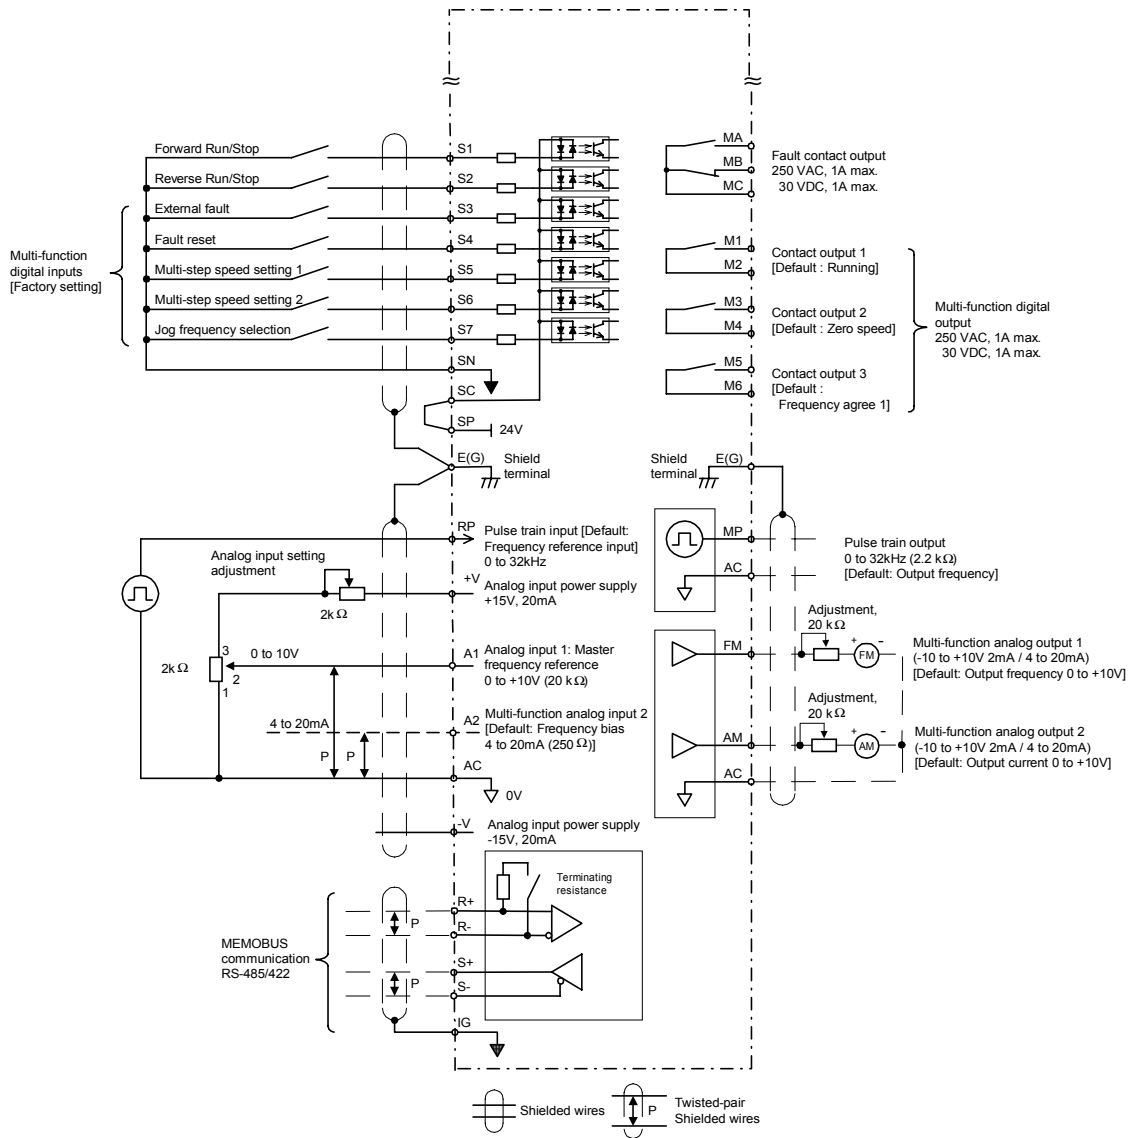 Forward Run/Stop
S1
Reverse Run/Stop
S2
External fault
S3
Fault reset
S4
Multi-step speed setting 1
S5
Multi-step speed setting 2
S6
Jog frequency selection
S7
Multi-function
digital inputs
[Factory setting]
SN
SC
SP
24V
E(G)
Shield
terminal
MA
MB
MC
Fault contact output
250 VAC, 1A max.
30 VDC, 1A max.
M1
M2
Contact output 1
[Default : Running]
M3
M4
Contact output 2
[Default : Zero speed]
M5
M6
Contact output 3
[Default :
Frequency agree 1]
Multi-function digital
output
250 VAC, 1A max.
30 VDC, 1A max.
Shield
terminal
E(G)
RP
Pulse train input [Default:
Frequency reference input]
0 to 32kHz
Analog input setting
adjustment
2kΩ
+V
Analog input power supply
+15V, 20mA
2kΩ
3
2
1
0 to 10V
A1
Analog input 1: Master
frequency reference
0 to +10V (20 kΩ)
4 to 20mA
P
P
A2
Multi-function analog input 2
[Default: Frequency bias
4 to 20mA (250 Ω)]
AC
0V
-V
Analog input power supply
-15V, 20mA
MP
AC
Pulse train output
0 to 32kHz (2.2 kΩ)
[Default: Output frequency]
FM
Adjustment,
20 kΩ
+
−
FM
Multi-function analog output 1
(-10 to +10V 2mA / 4 to 20mA)
[Default: Output frequency 0 to +10V]
AM
Adjustment,
20 kΩ
+
−
AM
Multi-function analog output 2
(-10 to +10V 2mA / 4 to 20mA)
[Default: Output current 0 to +10V]
AC
MEMOBUS
communication
RS-485/422
P
P
R+
R-
S+
S-
IG
Terminating
resistance
Shielded wires
P
Twisted-pair
Shielded wires